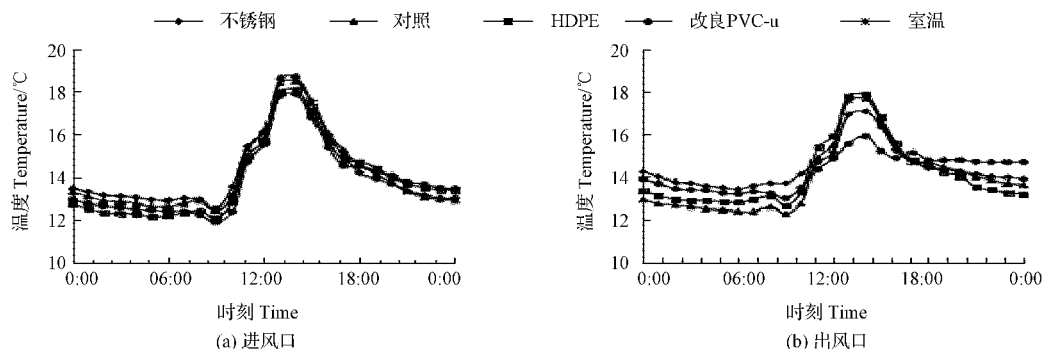 不锈钢 对照 HDPE 改良PVC-u 室温
20 20
18 18
16 16
14 14
12 12
10 10
温度 Temperature/℃ 温度 Temperature/℃
0:00 06:00 12:00 18:00 0:00 0:00 06:00 12:00 18:00 0:00
时刻 Time 时刻 Time
(a) 进风口 (b) 出风口